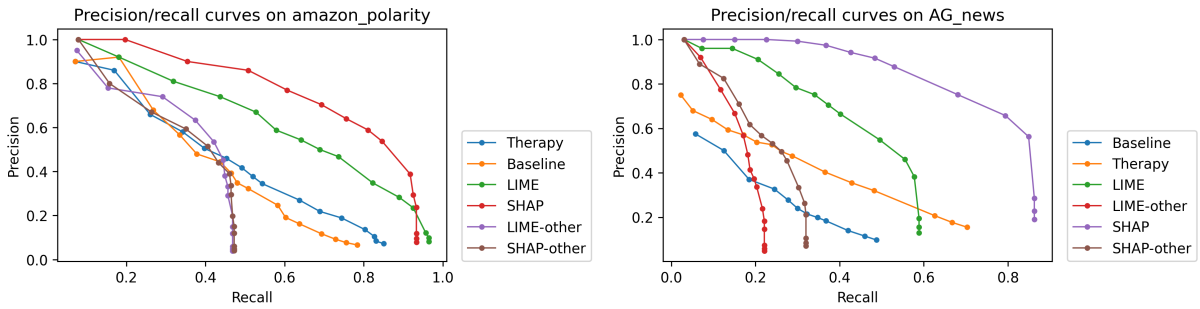 Precision/recall curves on amazon_polarity
Precision
1.0
0.8
0.6
0.4
0.2
0.0
0.2
0.4
0.6
0.8
1.0
Recall
Therapy
Baseline
LIME
SHAP
LIME-other
SHAP-other
Precision/recall curves on AG_news
Precision
1.0
0.8
0.6
0.4
0.2
0.0
0.2
0.4
0.6
0.8
Recall
Baseline
Therapy
LIME
LIME-other
SHAP
SHAP-other